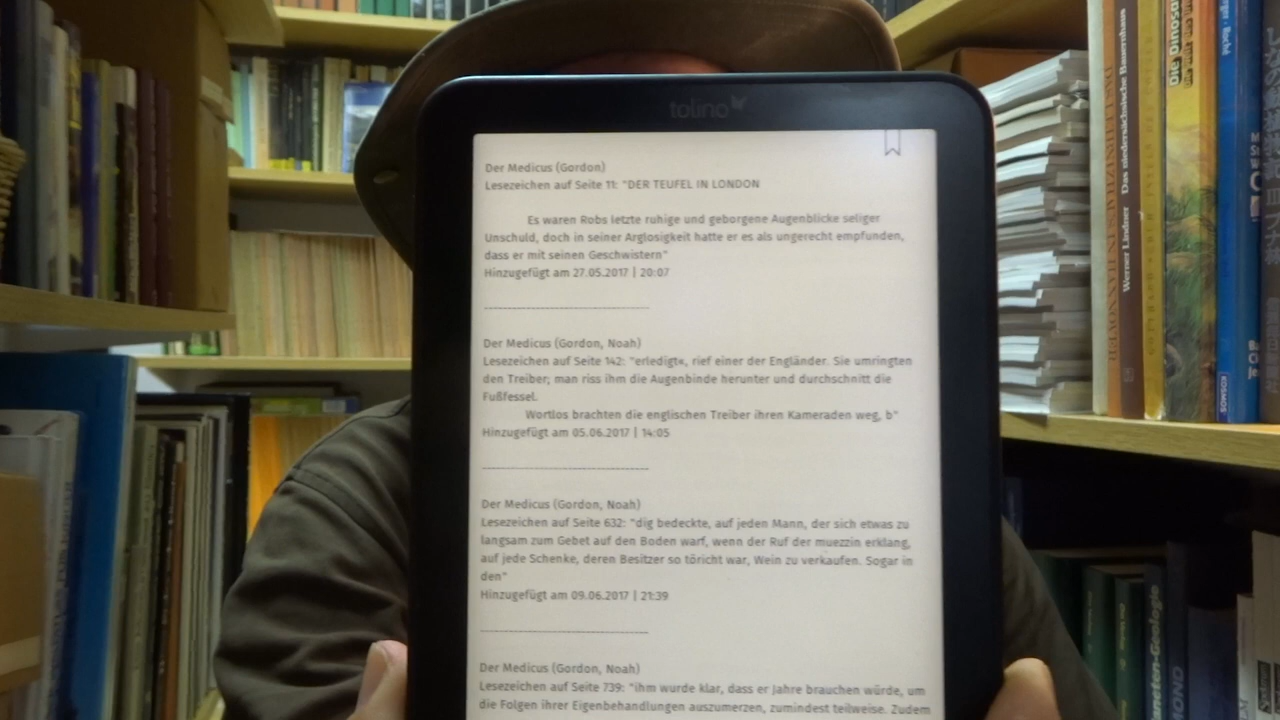 tolino
Der Medicus (Gordon)
Lesezeichen auf Seite 11: "DER TEUFEL IN LONDON
Es waren Robs letzte ruhige und geborgene Augenblicke seliger
Unschuld, doch in seiner Arglosigkeit hatte er es als ungerecht empfunden,
dass er mit seinen Geschwistern"
Hinzugefügt am 27.05.2017 | 20:07
Der Medicus (Gordon, Noah)
Lesezeichen auf Seite 142: "erledigt«, rief einer der Engländer. Sie umringten
den Treiber; man riss ihm die Augenbinde herunter und durchschnitt die
Fußfessel.
Wortlos brachten die englischen Treiber ihren Kameraden weg, b"
Hinzugefügt am 05.06.2017 | 14:05
Der Medicus (Gordon, Noah)
Lesezeichen auf Seite 632: "dig bedeckte, auf jeden Mann, der sich etwas zu
langsam zum Gebet auf den Boden warf, wenn der Ruf der muezzin erklang,
auf jede Schenke, deren Besitzer so töricht war, Wein zu verkaufen. Sogar in
den"
Hinzugefügt am 09.06.2017 | 21:39
Der Medicus (Gordon, Noah)
Lesezeichen auf Seite 739: "ihm wurde klar, dass er Jahre brauchen würde, um
die Folgen ihrer Eigenbehandlungen auszumerzen, zumindest teilweise. Zudem
Werner Lindner Das niedersächsische Bauernhaus
Die Dinosau
KOSMOS
neten-Geologie